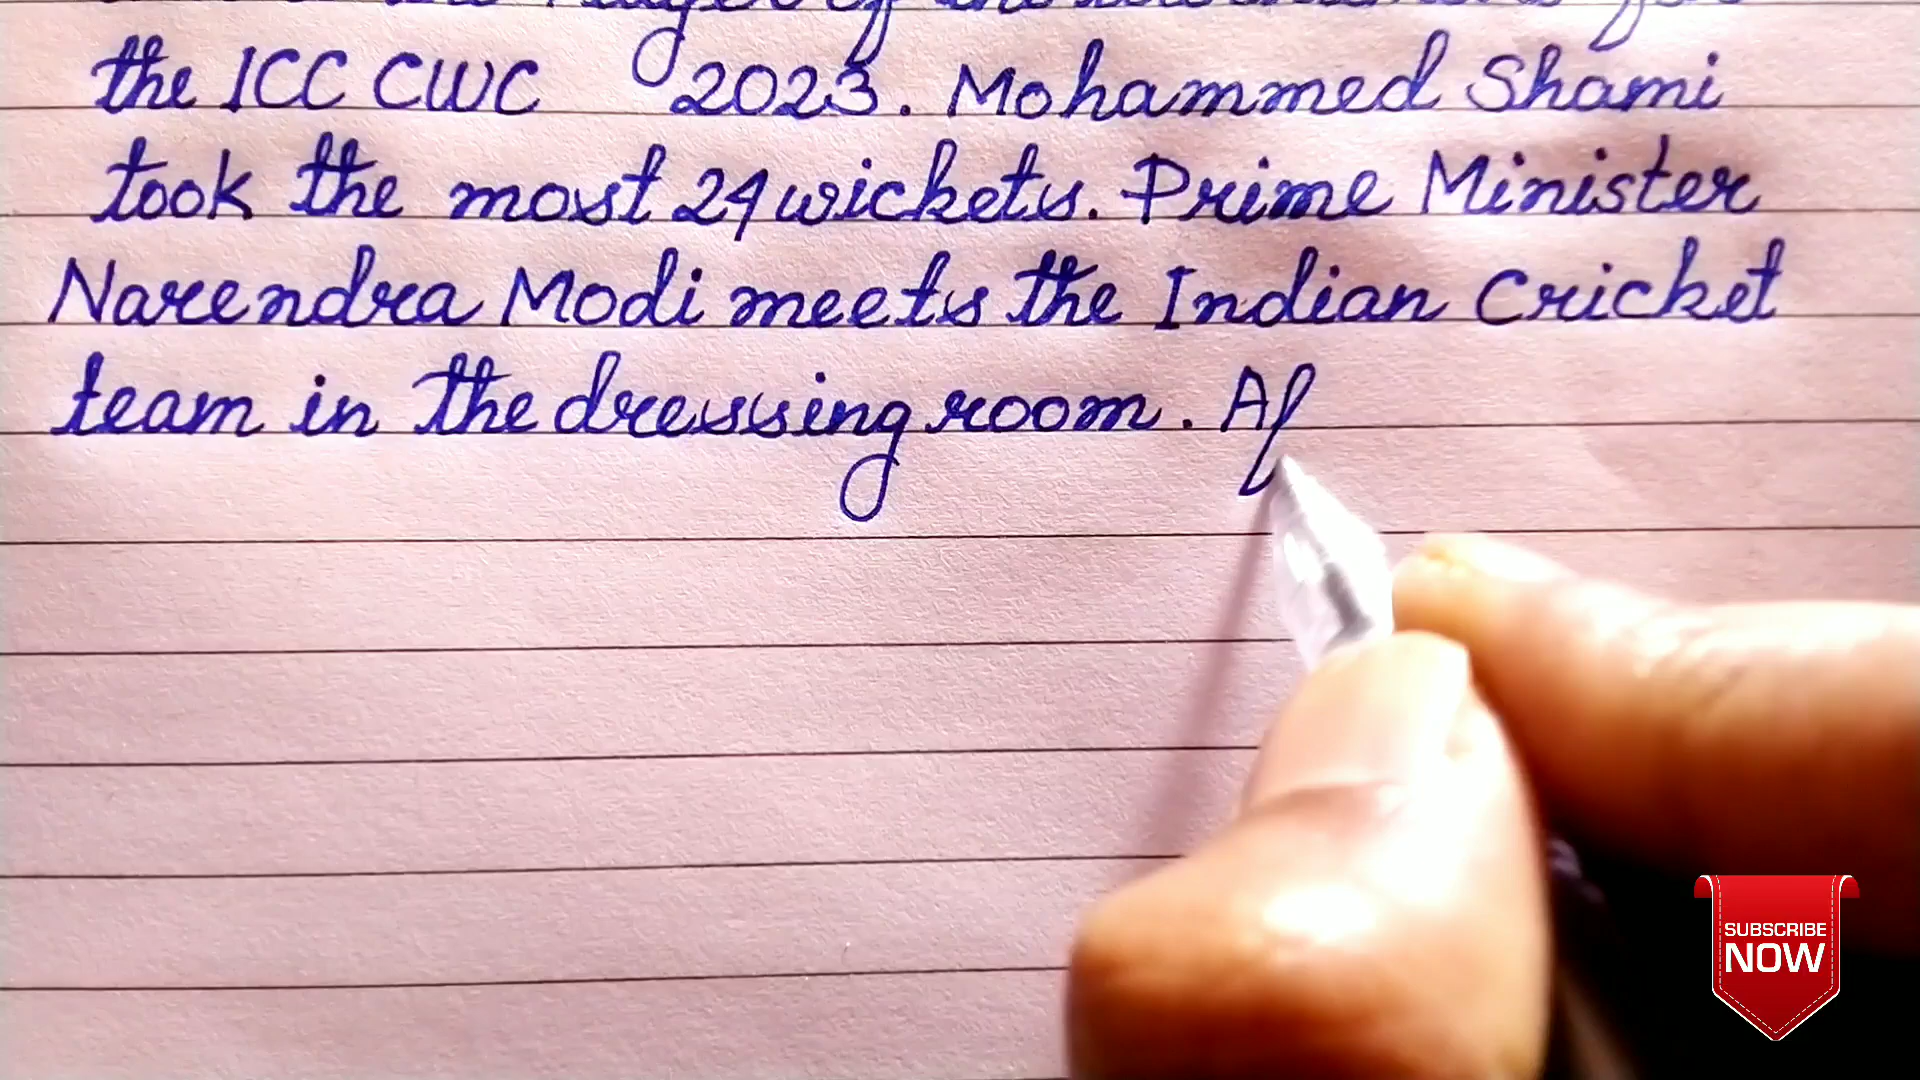 the ICC CWC 2023. Mohammed Shami
took the most 24 wickets. Prime Minister
Narendra Modi meets the Indian Cricket
team in the dressing room. Af
SUBSCRIBE
NOW